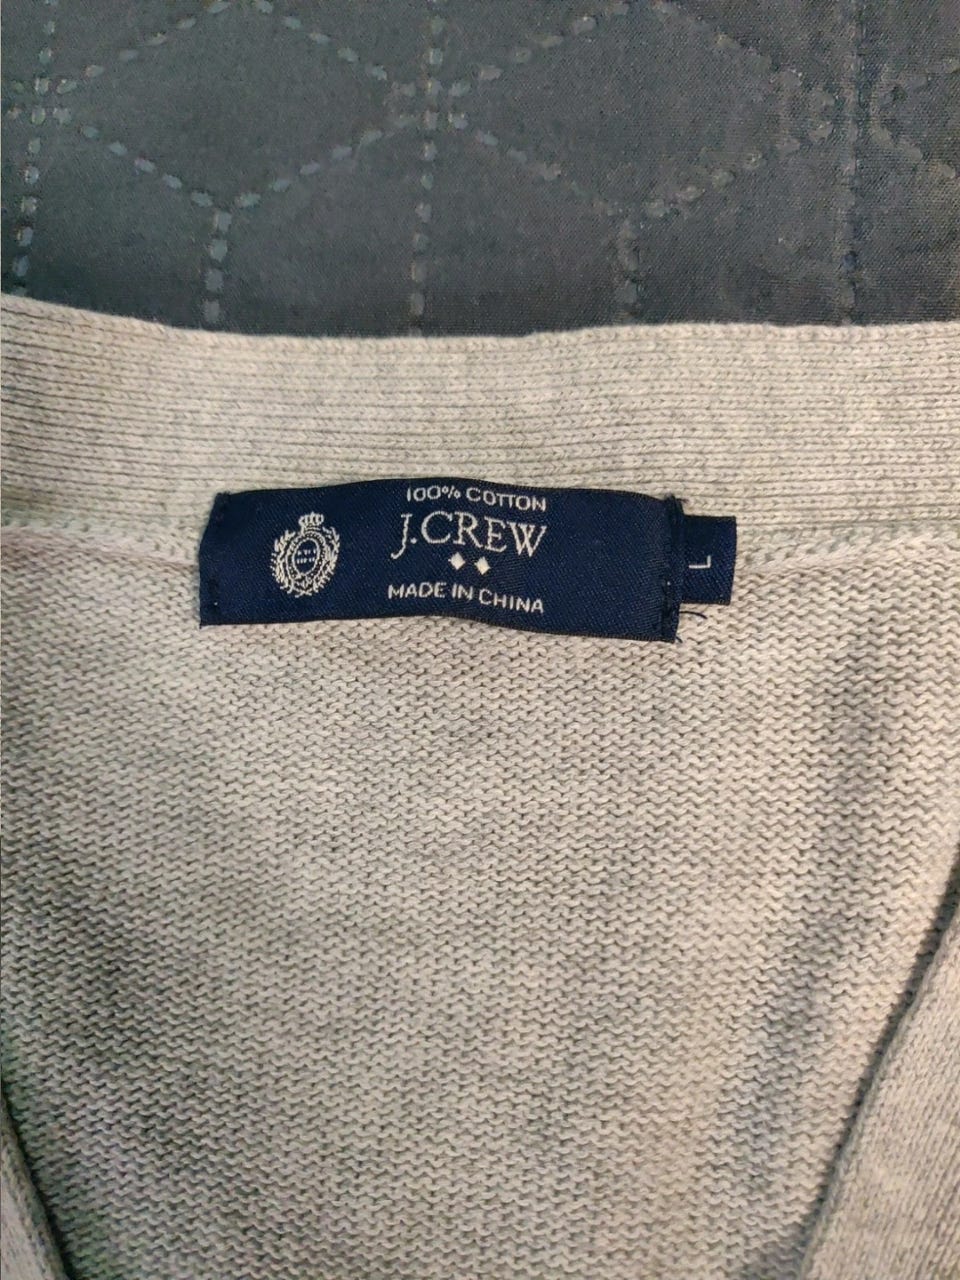 100% COTTON
J.CREW
MADE IN CHINA
L